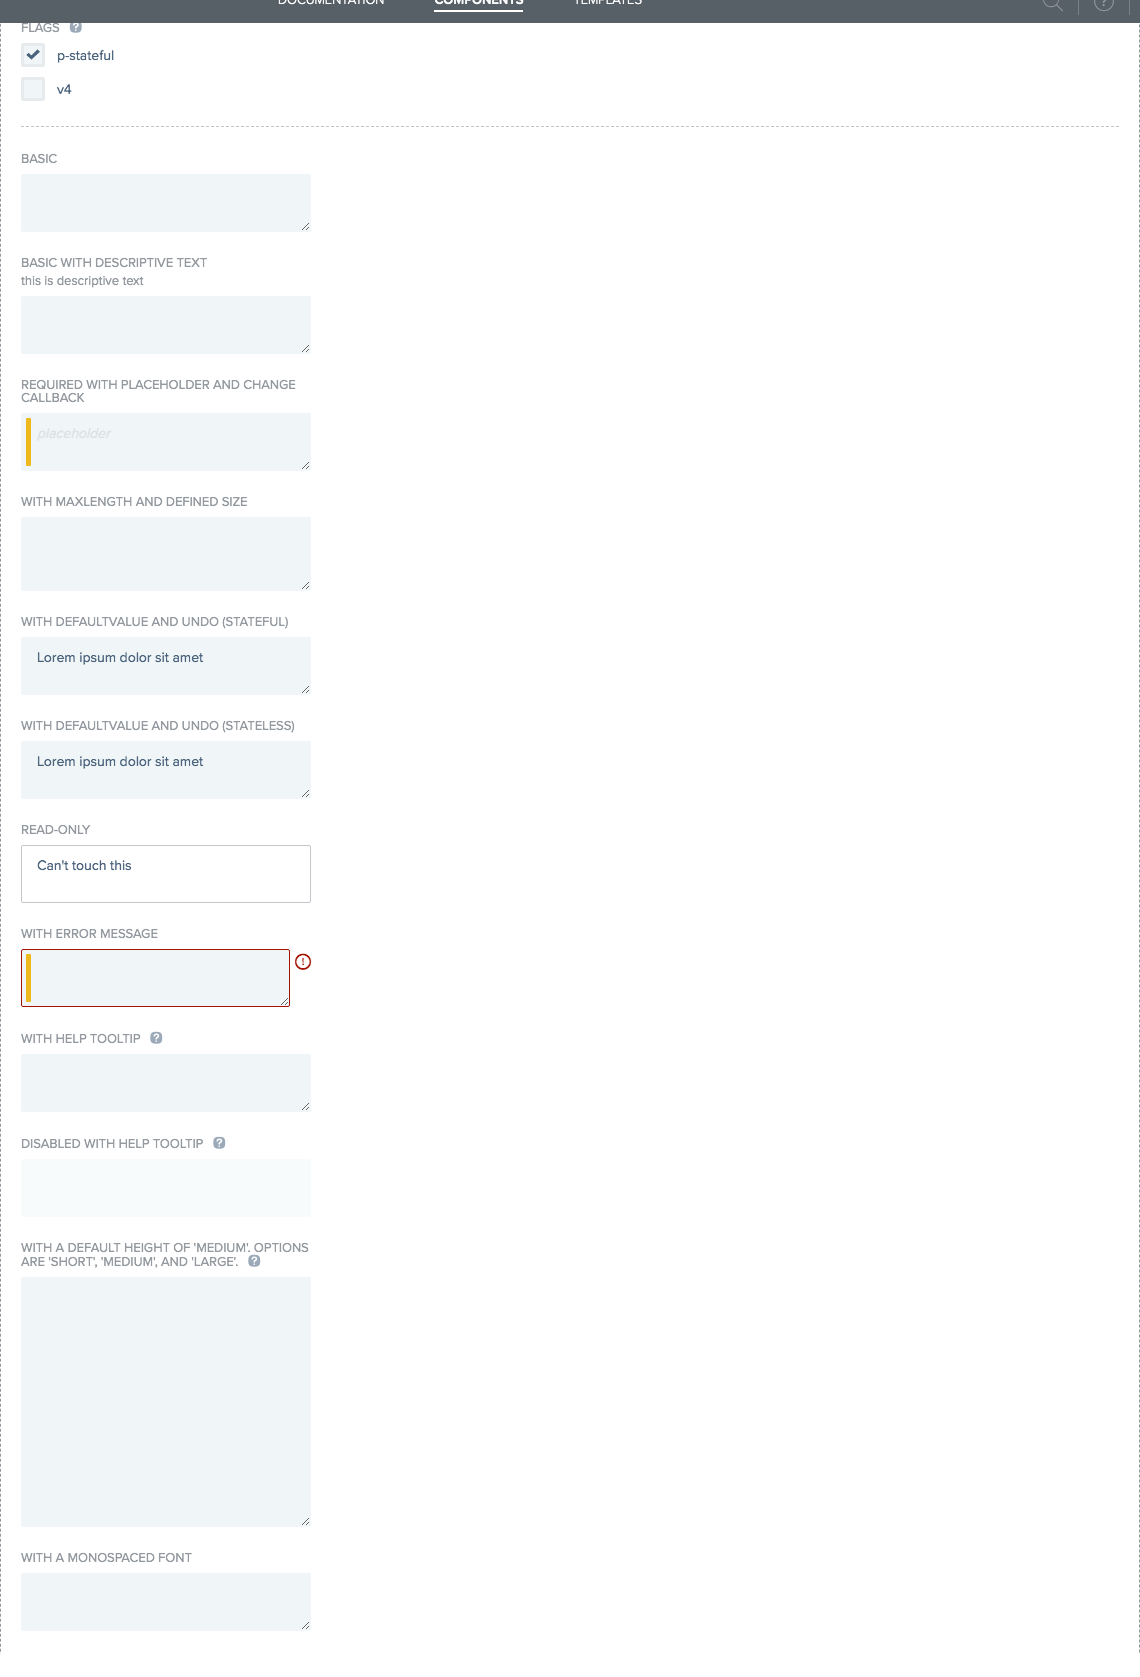 DOCUMENTATION COMPONENTS TEMPLATES
FLAGS
p-stateful
v4
BASIC
BASIC WITH DESCRIPTIVE TEXT
this is descriptive text
REQUIRED WITH PLACEHOLDER AND CHANGE
CALLBACK
placeholder
WITH MAXLENGTH AND DEFINED SIZE
WITH DEFAULTVALUE AND UNDO (STATEFUL)
Lorem ipsum dolor sit amet
WITH DEFAULTVALUE AND UNDO (STATELESS)
Lorem ipsum dolor sit amet
READ-ONLY
Can't touch this
WITH ERROR MESSAGE
WITH HELP TOOLTIP
DISABLED WITH HELP TOOLTIP
WITH A DEFAULT HEIGHT OF 'MEDIUM'. OPTIONS
ARE 'SHORT', 'MEDIUM', AND 'LARGE'.
WITH A MONOSPACED FONT